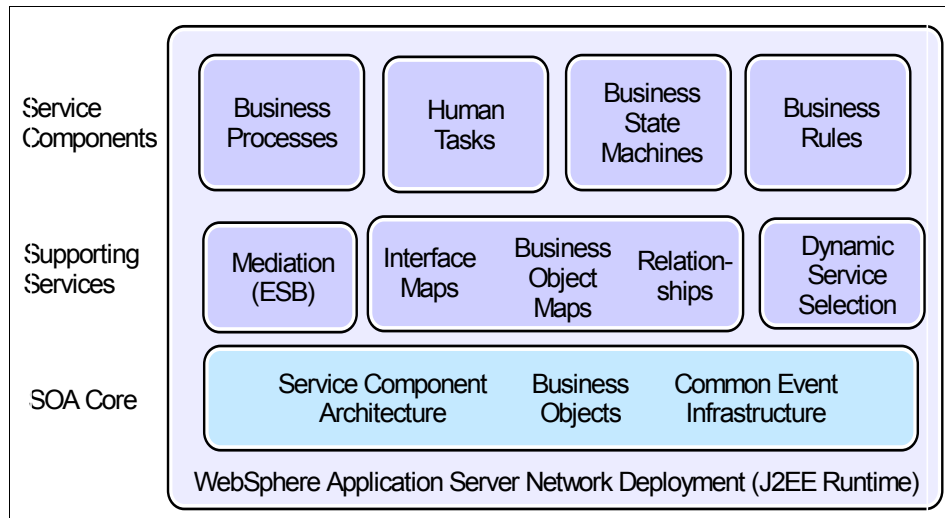 Service
Components
Business
Processes
Human
Tasks
Business
State
Machines
Business
Rules
Supporting
Services
Mediation
(ESB)
Interface
Maps
Business
Object
Maps
Relation-
ships
Dynamic
Service
Selection
SOA Core
Service Component
Architecture
Business
Objects
Common Event
Infrastructure
WebSphere Application Server Network Deployment (J2EE Runtime)